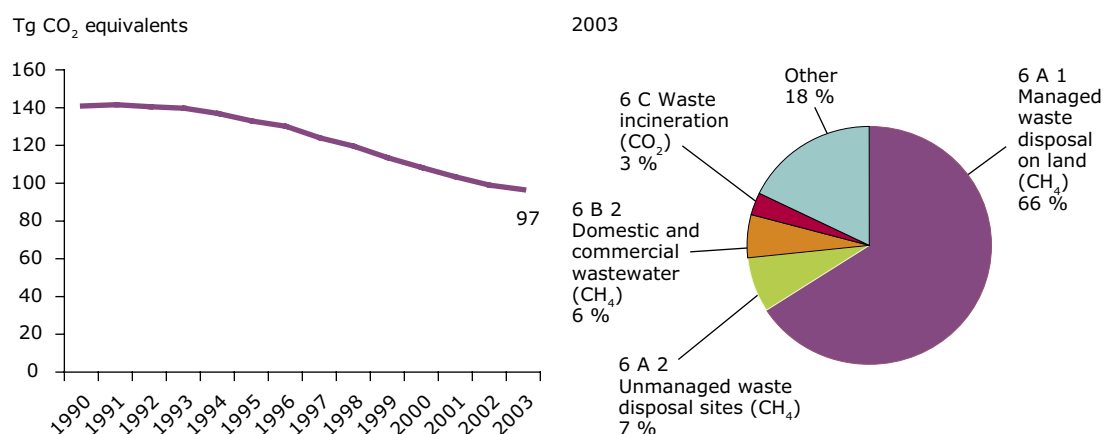 Tg CO₂ equivalents
160
140
120
100
80
60
40
20
0
97
1990
1991
1992
1993
1994
1995
1996
1997
1998
1999
2000
2001
2002
2003
2003
Other
18 %
6 C Waste
incineration
(CO₂)
3 %
6 B 2
Domestic and
commercial
wastewater
(CH₄)
6 %
6 A 2
Unmanaged waste
disposal sites (CH₄)
7 %
6 A 1
Managed
waste
disposal
on land
(CH₄)
66 %